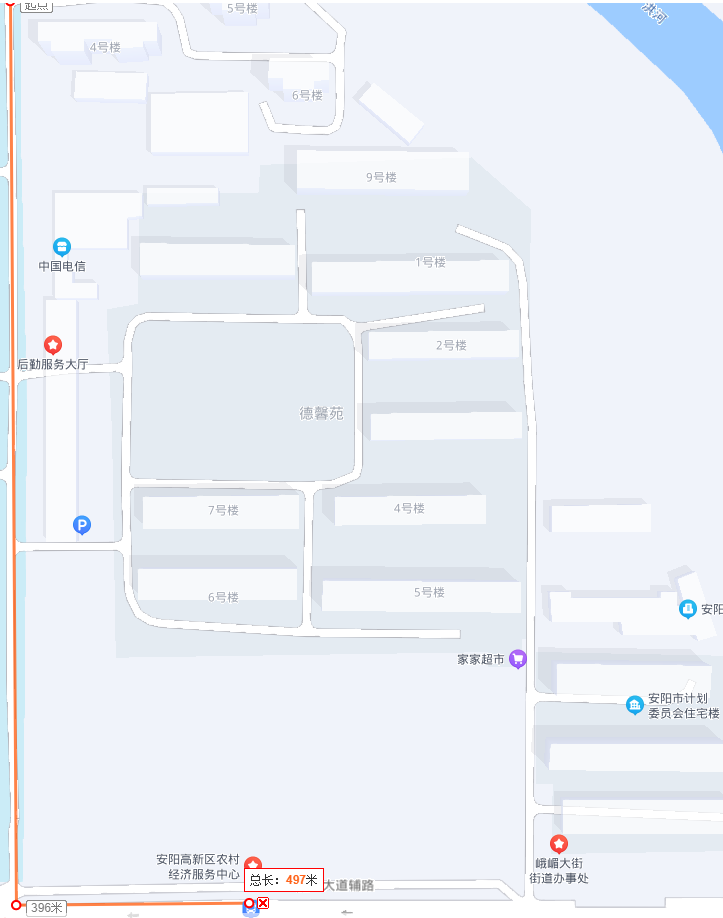 起点
5号楼
洪河
4号楼
6号楼
9号楼
中国电信
1号楼
2号楼
后勤服务大厅
德馨苑
7号楼
4号楼
P
6号楼
5号楼
安阳
家家超市
安阳市计划
委员会住宅楼
安阳高新区农村
经济服务中心
峨嵋大街
街道办事处
总长：497米
大道辅路
396米